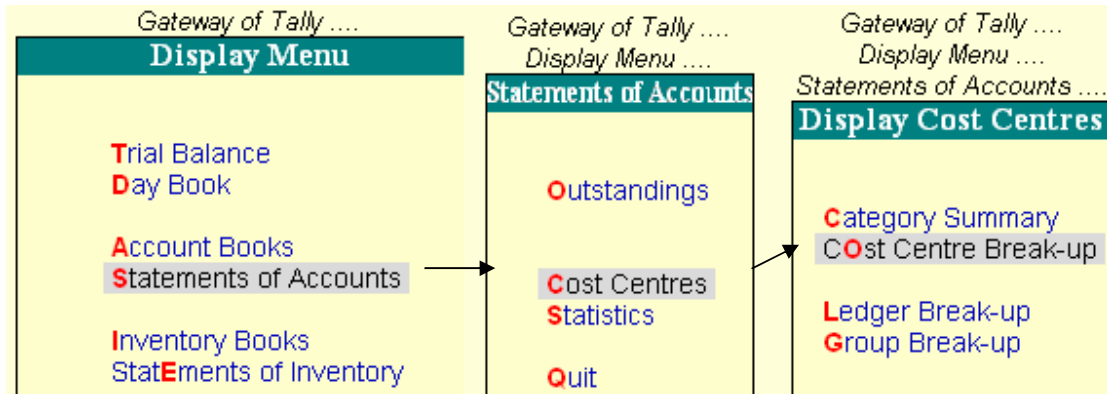 Gateway of Tally ....
Display Menu
Trial Balance
Day Book
Account Books
Statements of Accounts
Inventory Books
StatEments of Inventory
Gateway of Tally ....
Display Menu ....
Statements of Accounts
Outstandings
Cost Centres
Statistics
Quit
Gateway of Tally ....
Display Menu ....
Statements of Accounts ....
Display Cost Centres
Category Summary
COst Centre Break-up
Ledger Break-up
Group Break-up